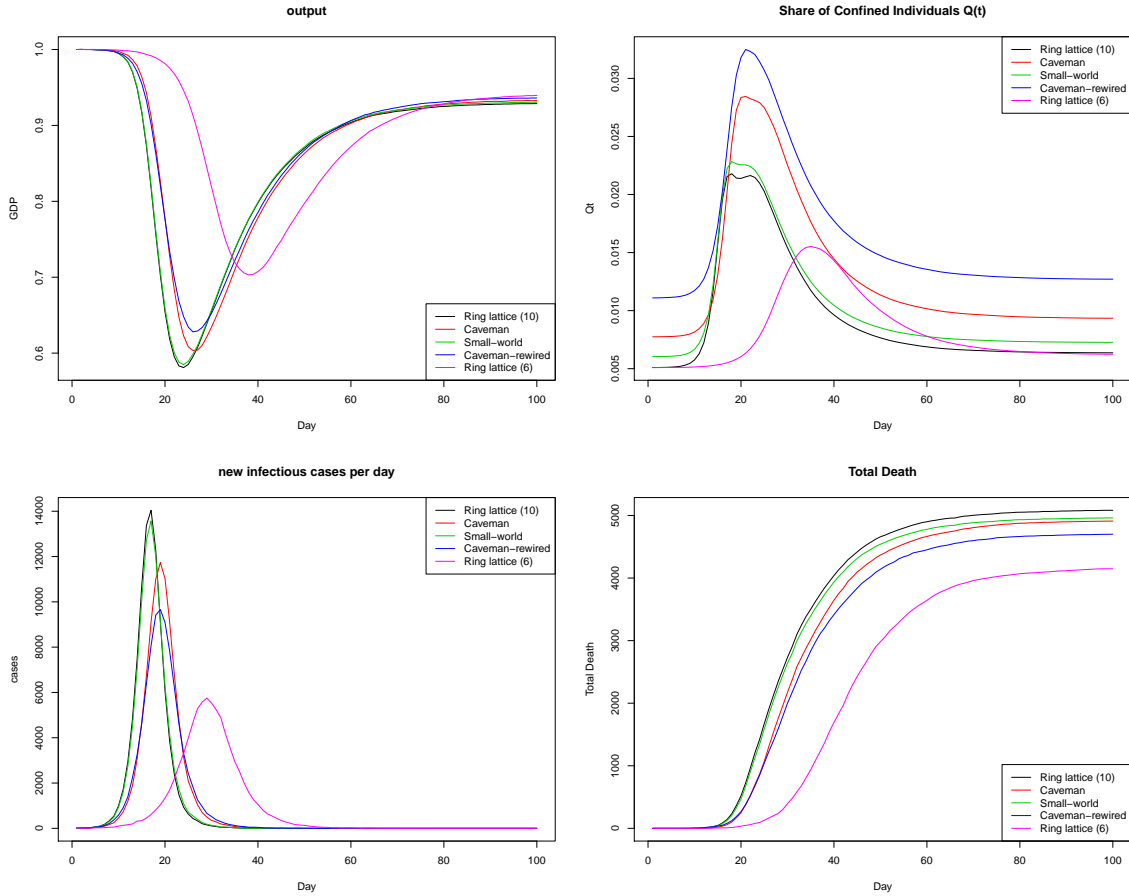 output
GDP
1.0
0.9
0.8
0.7
0.6
0 20 40 60 80 100
Day
Ring lattice (10)
Caveman
Small−world
Caveman−rewired
Ring lattice (6)
Share of Confined Individuals Q(t)
Qt
0.030
0.025
0.020
0.015
0.010
0.005
0 20 40 60 80 100
Day
Ring lattice (10)
Caveman
Small−world
Caveman−rewired
Ring lattice (6)
new infectious cases per day
cases
14000
12000
10000
8000
6000
4000
2000
0
0 20 40 60 80 100
Day
Ring lattice (10)
Caveman
Small−world
Caveman−rewired
Ring lattice (6)
Total Death
Total Death
5000
4000
3000
2000
1000
0
0 20 40 60 80 100
Day
Ring lattice (10)
Caveman
Small−world
Caveman−rewired
Ring lattice (6)